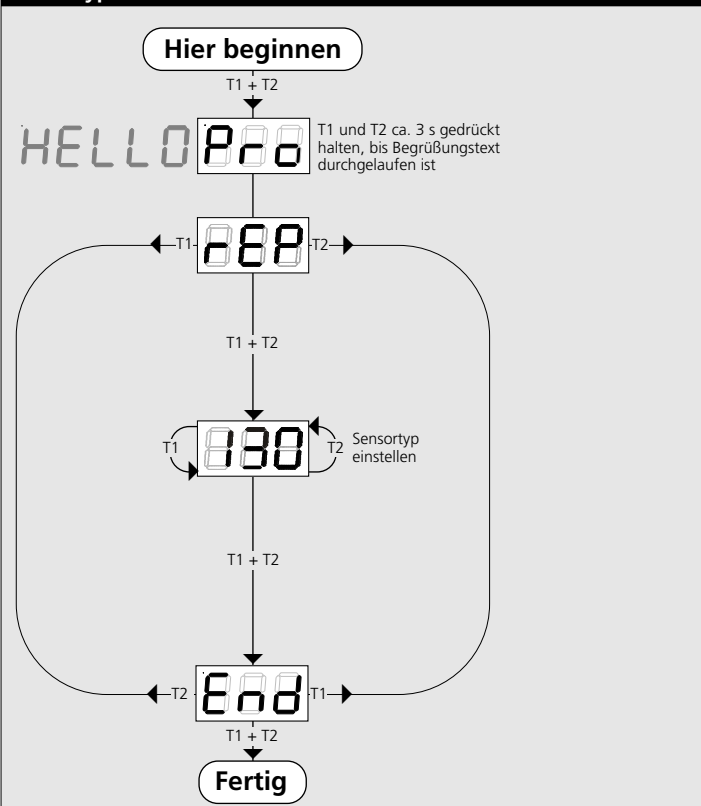 Hier beginnen
T1 + T2
HELLO Pro
T1 und T2 ca. 3 s gedrückt
halten, bis Begrüßungstext
durchgelaufen ist
T1 rEP T2
T1 + T2
T1 130 T2
Sensortyp
einstellen
T1 + T2
T2 End T1
T1 + T2
Fertig